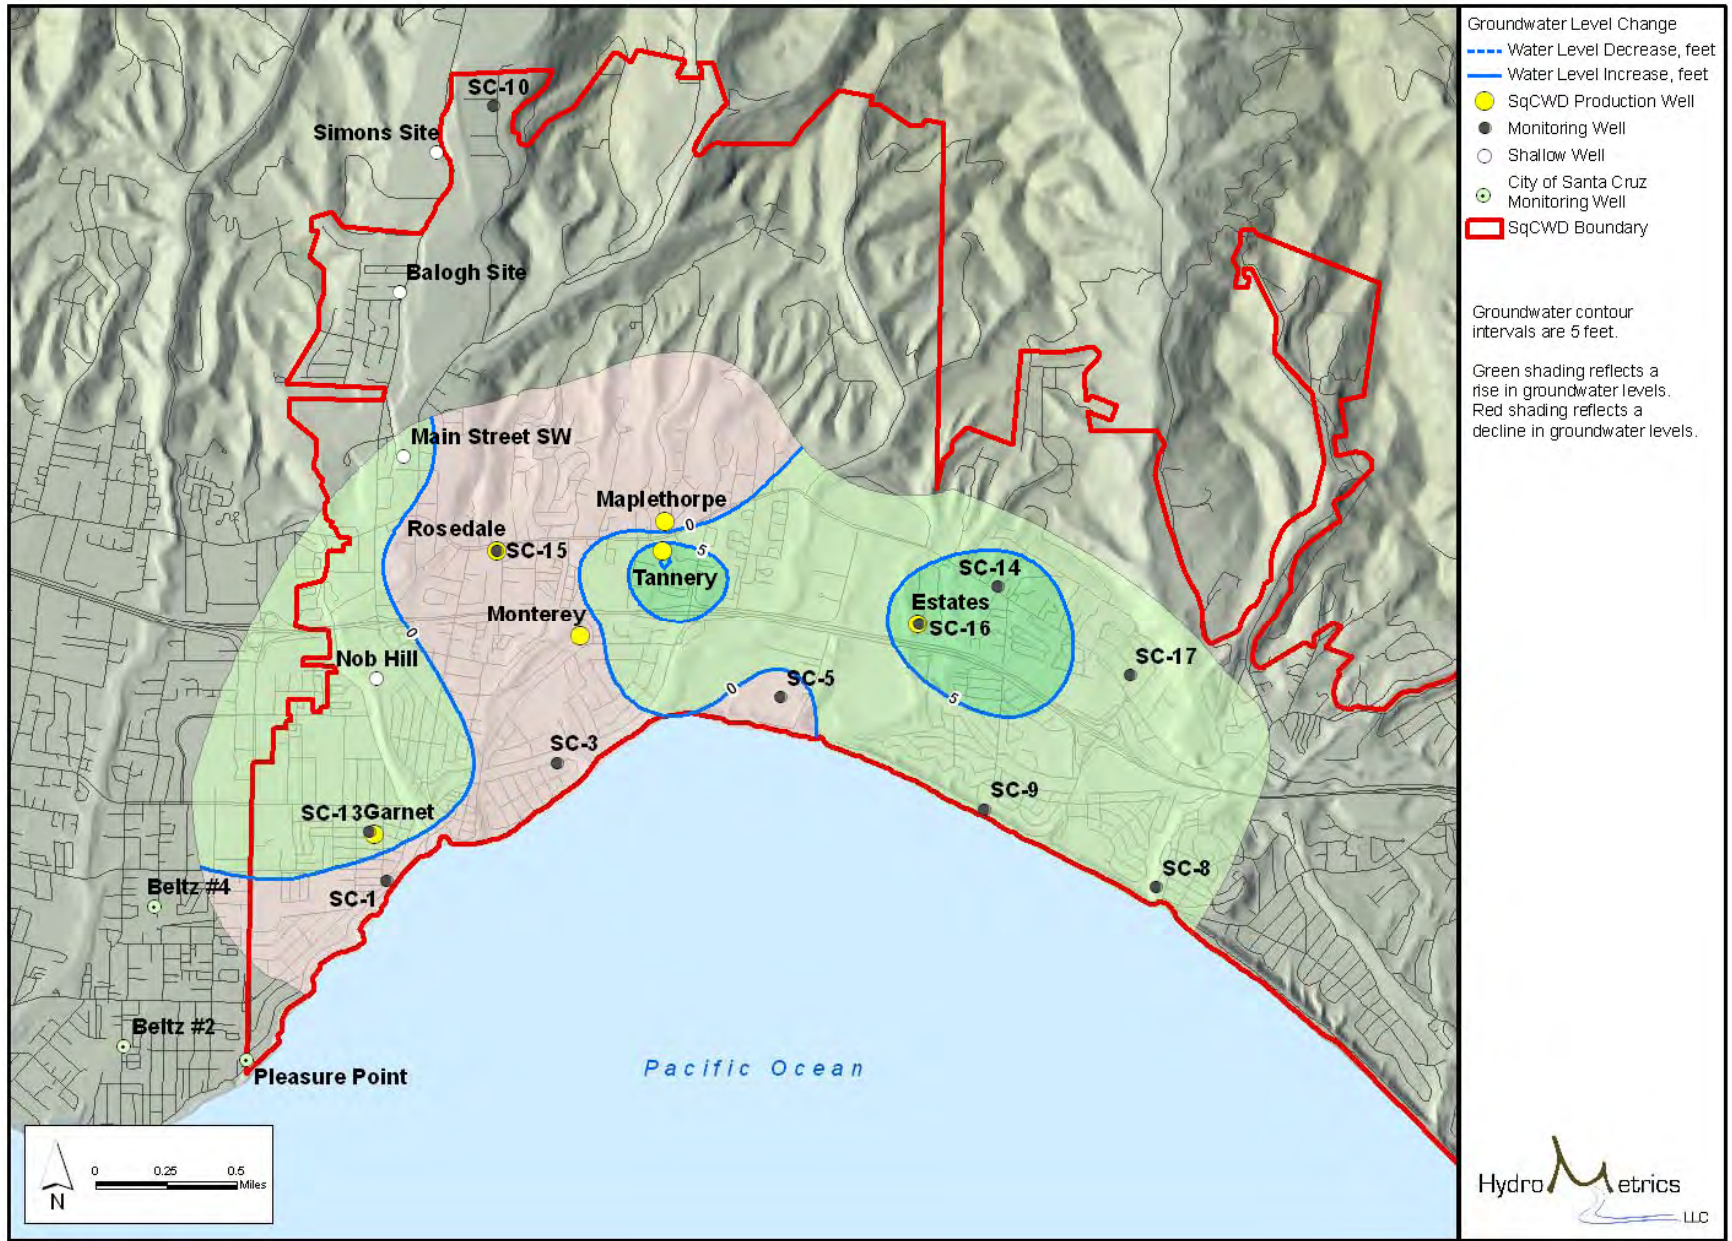 SC-10
Simons Site
Balogh Site
Main Street SW
Maplethorpe
0
Rosedale
SC-15
5
Tannery
SC-14
Estates
SC-16
Monterey
0
Nob Hill
SC-17
SC-5
0
5
SC-3
SC-9
SC-13
Garnet
SC-8
Beltz #4
SC-1
Beltz #2
Pleasure Point
Pacific Ocean
N
0 0.25 0.5
Miles
Groundwater Level Change
Water Level Decrease, feet
Water Level Increase, feet
SqCWD Production Well
Monitoring Well
Shallow Well
City of Santa Cruz
Monitoring Well
SqCWD Boundary
Groundwater contour
intervals are 5 feet.
Green shading reflects a
rise in groundwater levels.
Red shading reflects a
decline in groundwater levels.
HydroMetrics
LLC